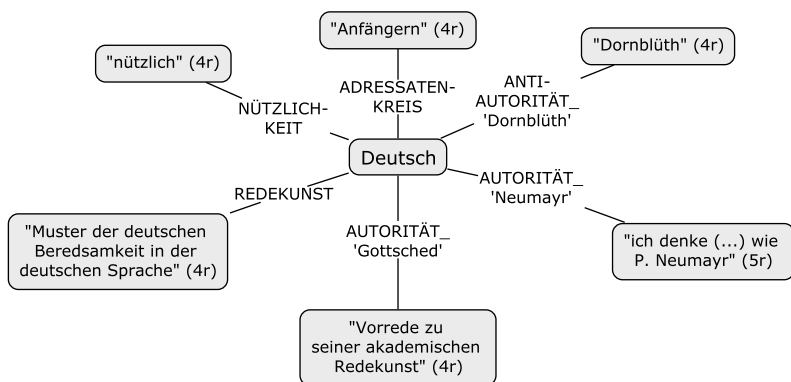 "Anfängern" (4r)
"nützlich" (4r)
"Dornblüth" (4r)
ADRESSATEN-
KREIS
ANTI-
AUTORITÄT_
'Dornblüth'
NÜTZLICH-
KEIT
Deutsch
REDEKUNST
AUTORITÄT_
'Neumayr'
"Muster der deutschen
Beredsamkeit in der
deutschen Sprache" (4r)
AUTORITÄT_
'Gottsched'
"ich denke (...) wie
P. Neumayr" (5r)
"Vorrede zu
seiner akademischen
Redekunst" (4r)